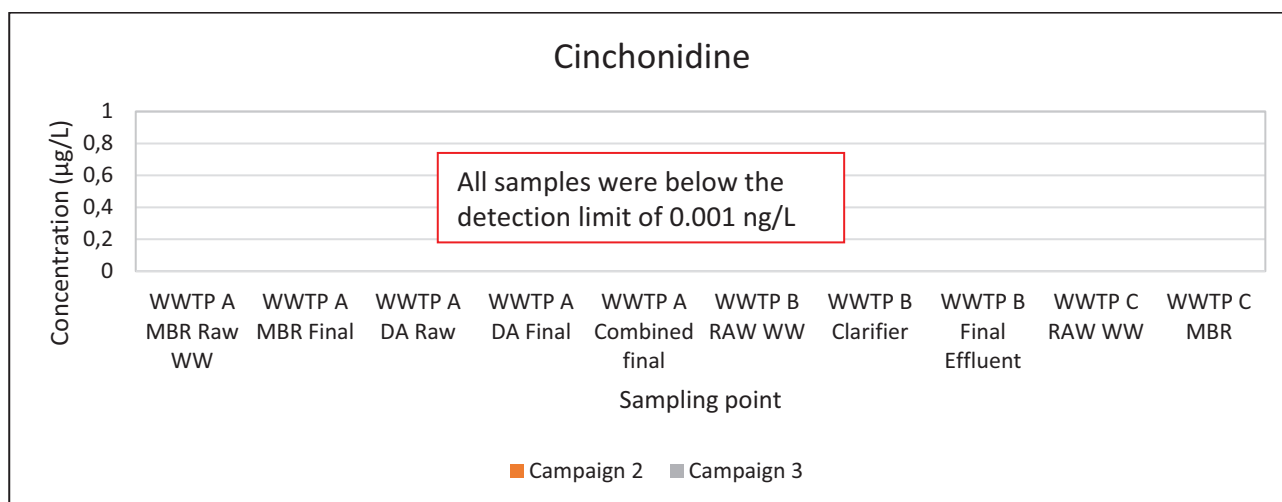 Cinchonidine
Concentration (µg/L)
1
0,8
0,6
0,4
0,2
0
All samples were below the
detection limit of 0.001 ng/L
WWTP A
MBR Raw
WW
WWTP A
MBR Final
WWTP A
DA Raw
WWTP A
DA Final
WWTP A
Combined
final
WWTP B
RAW WW
WWTP B
Clarifier
WWTP B
Final
Effluent
WWTP C
RAW WW
WWTP C
MBR
Sampling point
Campaign 2
Campaign 3